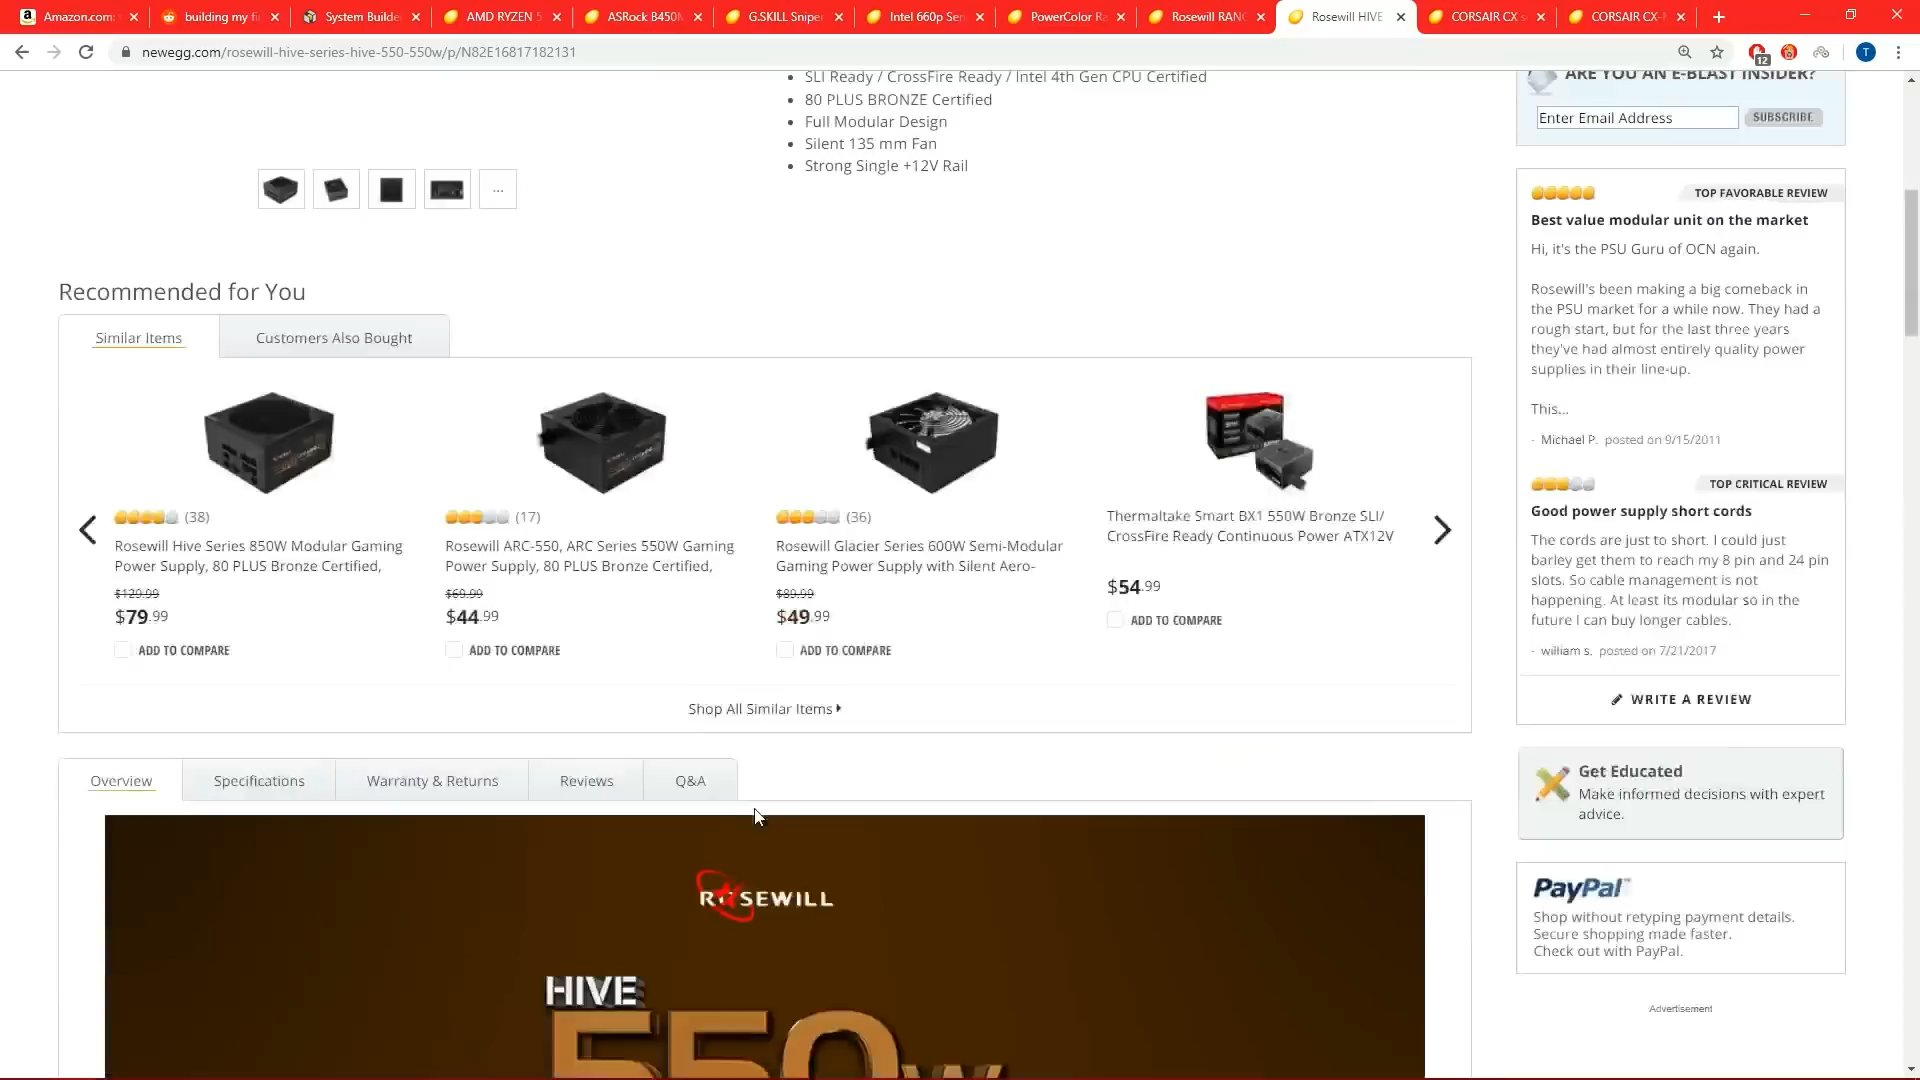 Amazon.com:
building my fi
System Builde
AMD RYZEN 5
ASRock B450M
G.SKILL Sniper
Intel 660p Ser
PowerColor Ra
Rosewill RANG
Rosewill HIVE
CORSAIR CX s
CORSAIR CX-M
newegg.com/rosewill-hive-series-hive-550-550w/p/N82E16817182131
12
T
SLI Ready / CrossFire Ready / Intel 4th Gen CPU Certified
80 PLUS BRONZE Certified
Full Modular Design
Silent 135 mm Fan
Strong Single +12V Rail
...
ARE YOU AN E-BLAST INSIDER?
Enter Email Address
SUBSCRIBE
TOP FAVORABLE REVIEW
Best value modular unit on the market
Hi, it's the PSU Guru of OCN again.
Rosewill's been making a big comeback in
the PSU market for a while now. They had a
rough start, but for the last three years
they've had almost entirely quality power
supplies in their line-up.
This...
- Michael P. posted on 9/15/2011
TOP CRITICAL REVIEW
Good power supply short cords
The cords are just to short. I could just
barley get them to reach my 8 pin and 24 pin
slots. So cable management is not
happening. At least its modular so in the
future I can buy longer cables.
- william s. posted on 7/21/2017
WRITE A REVIEW
Recommended for You
Similar Items
Customers Also Bought
(38)
Rosewill Hive Series 850W Modular Gaming
Power Supply, 80 PLUS Bronze Certified,
$129.99
$79.99
ADD TO COMPARE
(17)
Rosewill ARC-550, ARC Series 550W Gaming
Power Supply, 80 PLUS Bronze Certified,
$69.99
$44.99
ADD TO COMPARE
(36)
Rosewill Glacier Series 600W Semi-Modular
Gaming Power Supply with Silent Aero-
$89.99
$49.99
ADD TO COMPARE
Thermaltake Smart BX1 550W Bronze SLI/
CrossFire Ready Continuous Power ATX12V
$54.99
ADD TO COMPARE
Shop All Similar Items
Overview
Specifications
Warranty & Returns
Reviews
Q&A
ROSEWILL
HIVE
550W
Get Educated
Make informed decisions with expert
advice.
PayPal
Shop without retyping payment details.
Secure shopping made faster.
Check out with PayPal.
Advertisement